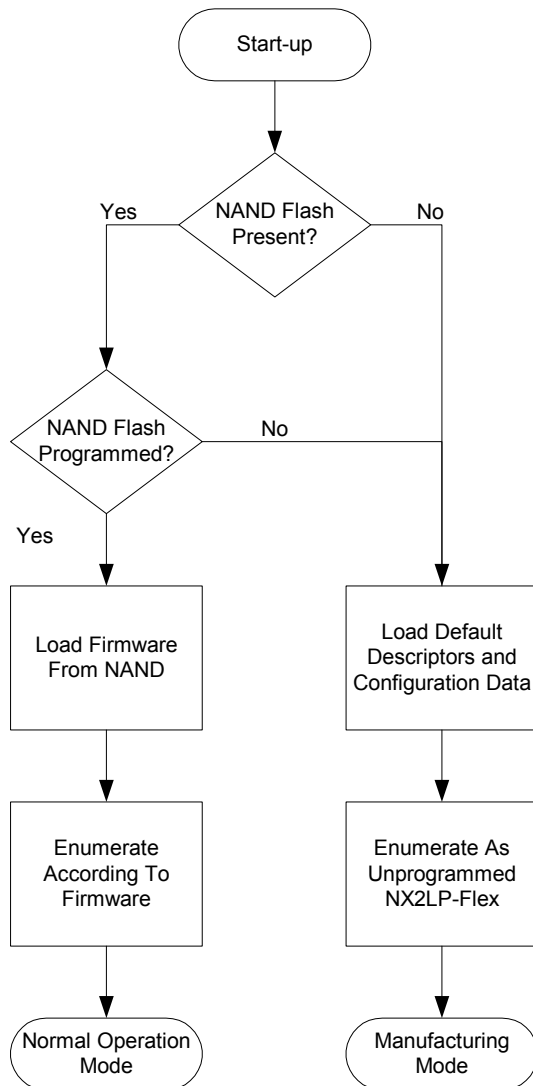 Start-up
Yes
NAND Flash
Present?
No
NAND Flash
Programmed?
No
Yes
Load Firmware
From NAND
Load Default
Descriptors and
Configuration Data
Enumerate
According To
Firmware
Enumerate As
Unprogrammed
NX2LP-Flex
Normal Operation
Mode
Manufacturing
Mode